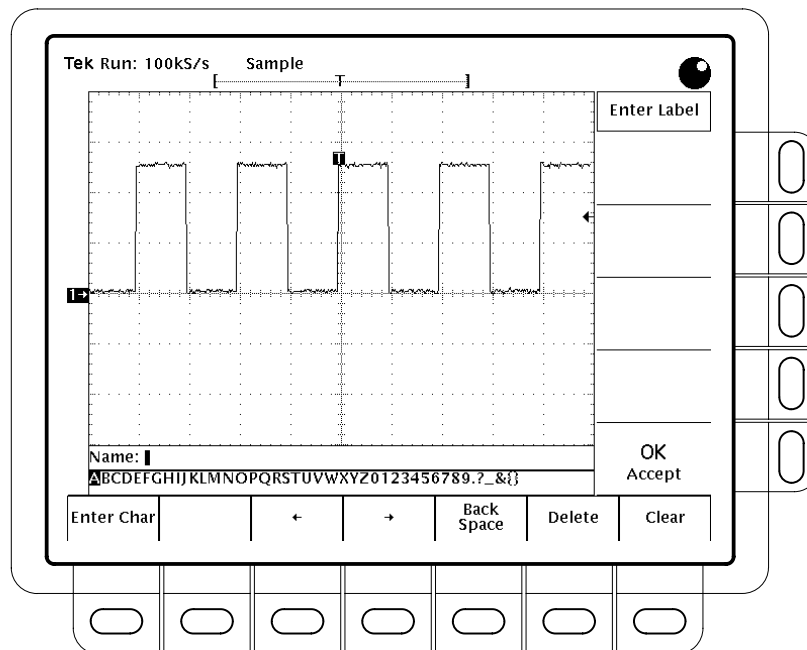 Tek Run: 100kS/s Sample
[ T ]
Enter Label
T
1→
←
Name:
ABCDEFGHIJKLMNOPQRSTUVWXYZ0123456789.?_&{}
OK
Accept
Enter Char ← → Back Space Delete Clear